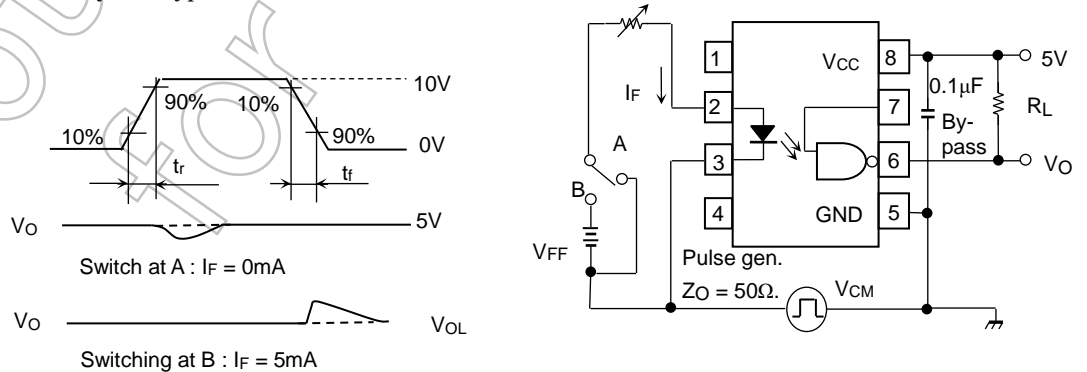 10V
90% 10%
10% 90%
0V
tr tf
VO 5V
Switch at A : IF = 0mA
VO VOL
Switching at B : IF = 5mA
1 VCC 8 5V
IF 0.1μF
RL
2 7
By-
pass
A
3 6
VO
B
4 GND 5
VFF
Pulse gen.
ZO = 50Ω. VCM
for